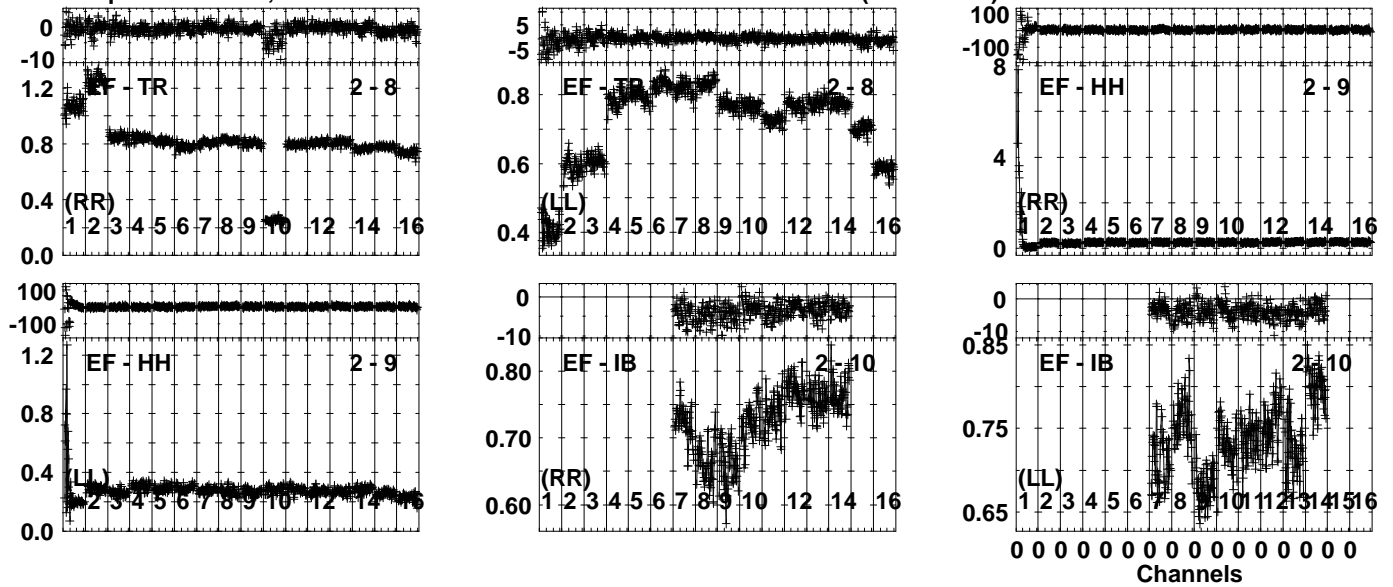 0 5 100
-10 -5 -100
1.2 EF - TR 2 - 8 0.8 EF - TR 2 - 8 8 EF - HH 2 - 9
0.8 0.6 4
0.4 (RR) (LL) (RR)
1 2 3 4 5 6 7 8 9 10 12 14 16
0.4 1 2 3 4 5 6 7 8 9 10 12 14 16
0 1 2 3 4 5 6 7 8 9 10 12 14 16
0.0
100 0 0
-100 -10 -10
1.2 EF - HH 2 - 9 0.80 EF - IB 2 - 10 0.85 EF - IB 2 - 10
0.8 0.70 0.75
0.4 (LL) (RR) (LL)
1 2 3 4 5 6 7 8 9 10 12 14 16
1 2 3 4 5 6 7 8 9 10 12 14 16
1 2 3 4 5 6 7 8 9 10 11 12 13 14 15 16
0.0 0.60 0.65
0 0 0 0 0 0 0 0 0 0 0 0 0 0 0 0
Channels